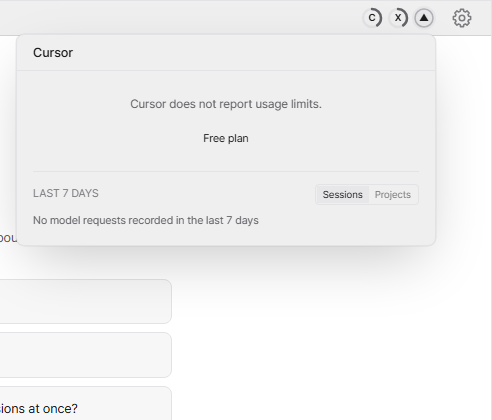 C X
Cursor
Cursor does not report usage limits.
Free plan
LAST 7 DAYS Sessions Projects
No model requests recorded in the last 7 days
ions at once?